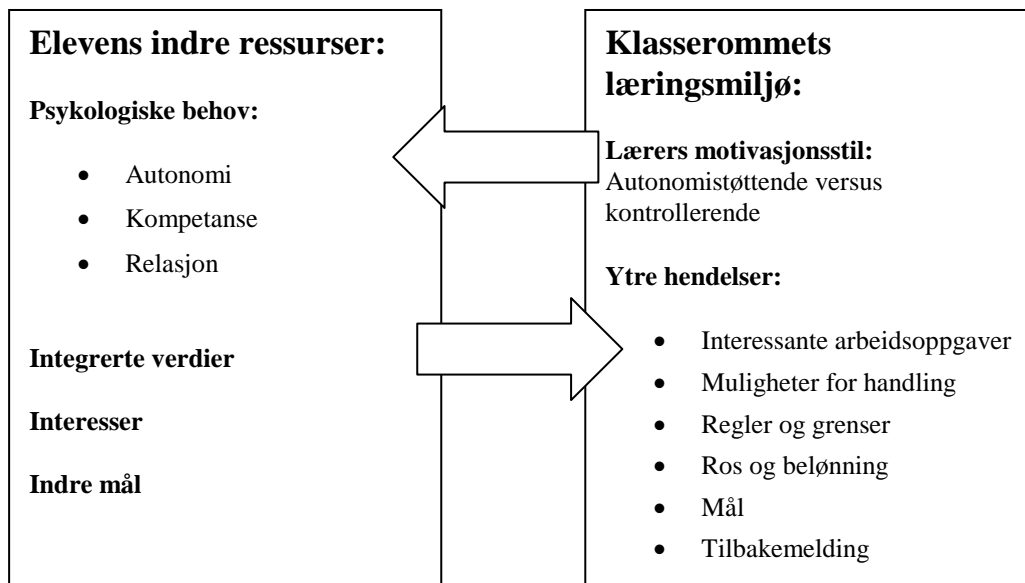 Elevens indre ressurser:
Psykologiske behov:
• Autonomi
• Kompetanse
• Relasjon
Integrerte verdier
Interesser
Indre mål
Klasserommets
læringsmiljø:
Lærers motivasjonsstil:
Autonomistøttende versus
kontrollerende
Ytre hendelser:
• Interessante arbeidsoppgaver
• Muligheter for handling
• Regler og grenser
• Ros og belønning
• Mål
• Tilbakemelding